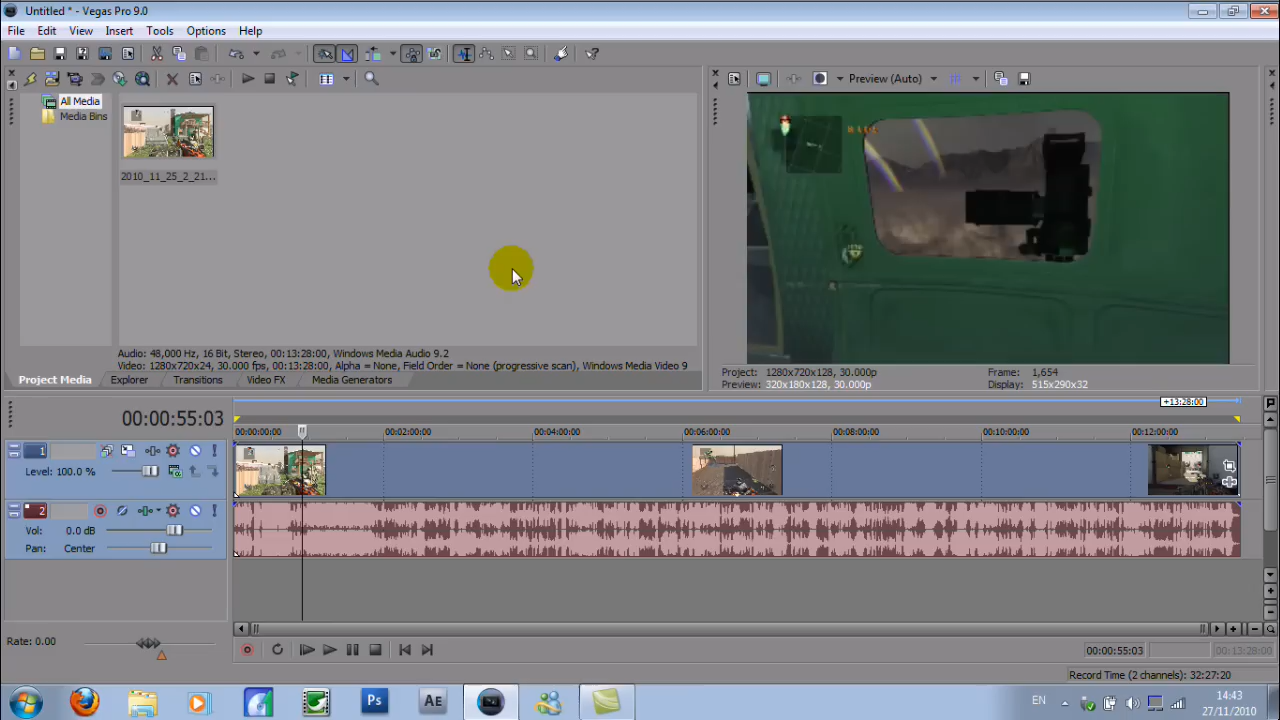 Untitled * - Vegas Pro 9.0
File Edit View Insert Tools Options Help
Preview (Auto)
All Media
Media Bins
2010_11_25_2_21...
Audio: 48,000 Hz, 16 Bit, Stereo, 00:13:28:00, Windows Media Audio 9.2
Video: 1280x720x24, 30.000 fps, 00:13:28:00, Alpha = None, Field Order = None (progressive scan), Windows Media Video 9
Project Media Explorer Transitions Video FX Media Generators
Project: 1280x720x128, 30.000p Frame: 1,654
Preview: 320x180x128, 30.000p Display: 515x290x32
00:00:55:03
+13:28:00
00:00:00:00 00:02:00:00 00:04:00:00 00:06:00:00 00:08:00:00 00:10:00:00 00:12:00:00
1
Level: 100.0 %
2
Vol: 0.0 dB
Pan: Center
Rate: 0.00
00:00:55:03 00:13:28:00
Record Time (2 channels): 32:27:20
Ps AE
EN
14:43
27/11/2010